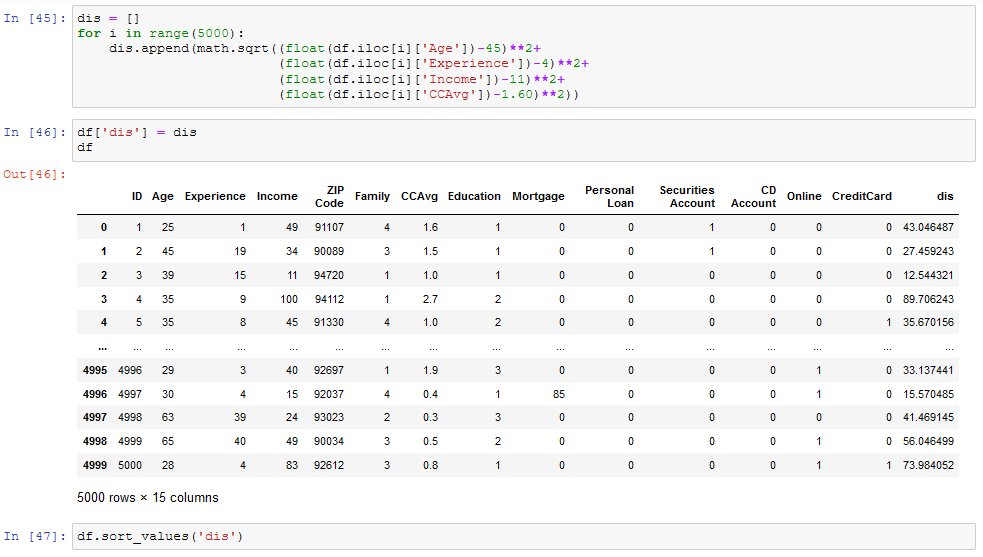 In [45]: dis = []
for i in range(5000):
    dis.append(math.sqrt((float(df.iloc[i]['Age'])-45)**2+
                         (float(df.iloc[i]['Experience'])-4)**2+
                         (float(df.iloc[i]['Income'])-11)**2+
                         (float(df.iloc[i]['CCAvg'])-1.60)**2))
In [46]: df['dis'] = dis
df
Out[46]:
ID Age Experience Income ZIP Code Family CCAvg Education Mortgage Personal Loan Securities Account CD Account Online CreditCard dis
0 1 25 1 49 91107 4 1.6 1 0 0 1 0 0 0 43.046487
1 2 45 19 34 90089 3 1.5 1 0 0 1 0 0 0 27.459243
2 3 39 15 11 94720 1 1.0 1 0 0 0 0 0 0 12.544321
3 4 35 9 100 94112 1 2.7 2 0 0 0 0 0 0 89.706243
4 5 35 8 45 91330 4 1.0 2 0 0 0 0 0 1 35.670156
... ... ... ... ... ... ... ... ... ... ... ... ... ... ... ...
4995 4996 29 3 40 92697 1 1.9 3 0 0 0 0 1 0 33.137441
4996 4997 30 4 15 92037 4 0.4 1 85 0 0 0 1 0 15.570485
4997 4998 63 39 24 93023 2 0.3 3 0 0 0 0 0 0 41.469145
4998 4999 65 40 49 90034 3 0.5 2 0 0 0 0 1 0 56.046499
4999 5000 28 4 83 92612 3 0.8 1 0 0 0 0 1 1 73.984052
5000 rows × 15 columns
In [47]: df.sort_values('dis')